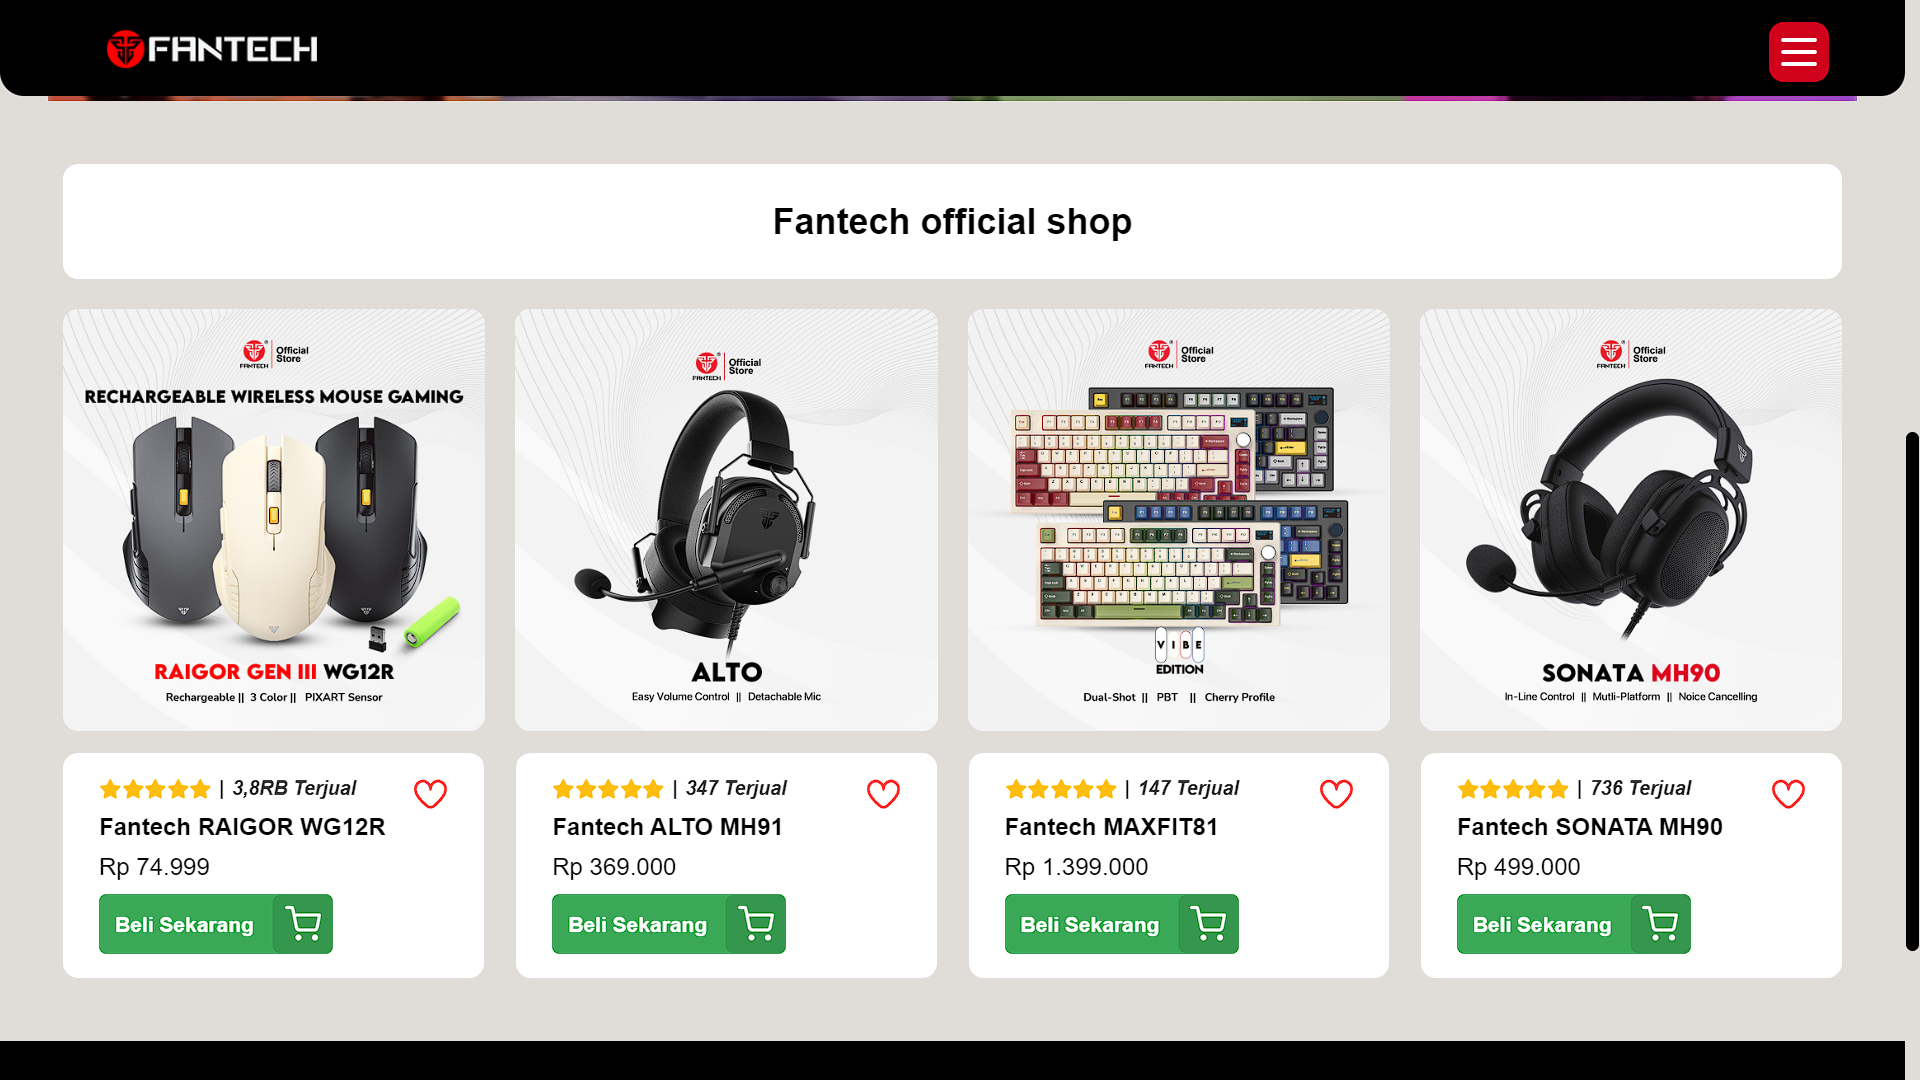 FANTECH
Fantech official shop
FANTECH
Official
Store
RECHARGEABLE WIRELESS MOUSE GAMING
RAIGOR GEN III WG12R
Rechargeable || 3 Color || PIXART Sensor
FANTECH
Official
Store
ALTO
Easy Volume Control || Detachable Mic
FANTECH
Official
Store
VIBE
EDITION
Dual-Shot || PBT || Cherry Profile
FANTECH
Official
Store
SONATA MH90
In-Line Control || Mutli-Platform || Noice Cancelling
| 3,8RB Terjual
Fantech RAIGOR WG12R
Rp 74.999
Beli Sekarang
| 347 Terjual
Fantech ALTO MH91
Rp 369.000
Beli Sekarang
| 147 Terjual
Fantech MAXFIT81
Rp 1.399.000
Beli Sekarang
| 736 Terjual
Fantech SONATA MH90
Rp 499.000
Beli Sekarang